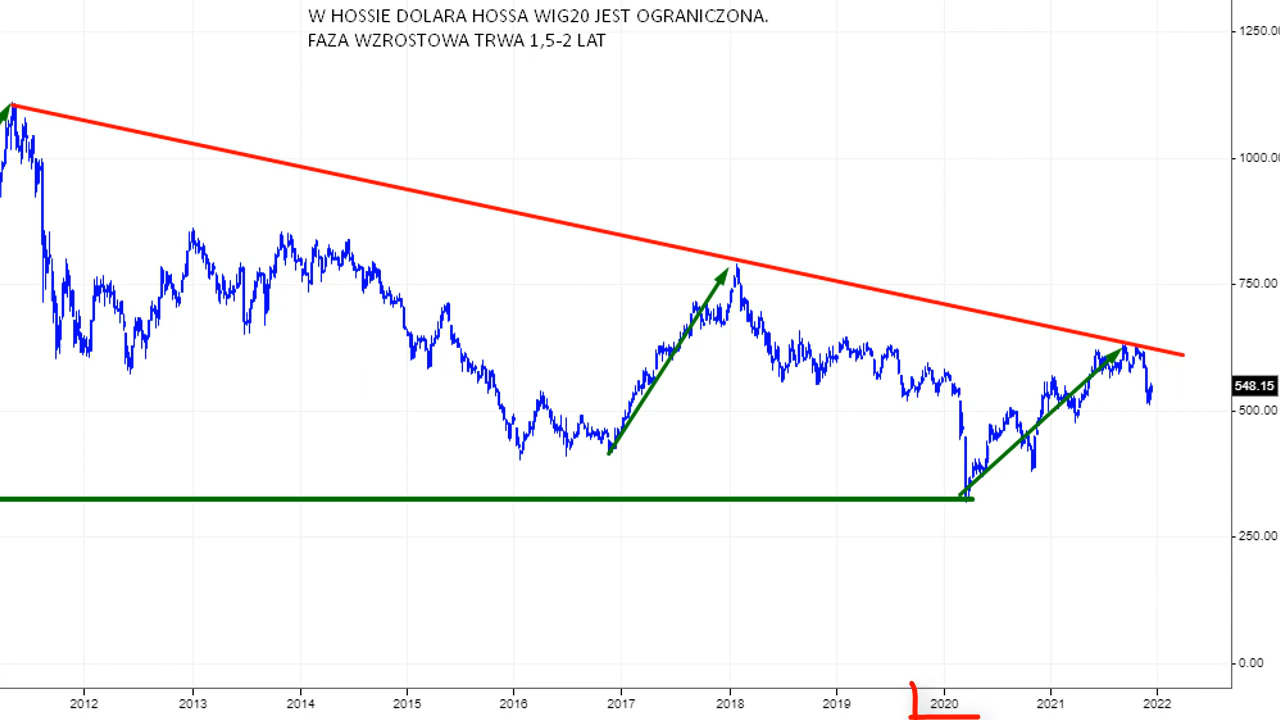 W HOSSIE DOLARA HOSSA WIG20 JEST OGRANICZONA.
FAZA WZROSTOWA TRWA 1,5-2 LAT
1250.00
1000.00
750.00
548.15
500.00
250.00
0.00
2012 2013 2014 2015 2016 2017 2018 2019 2020 2021 2022